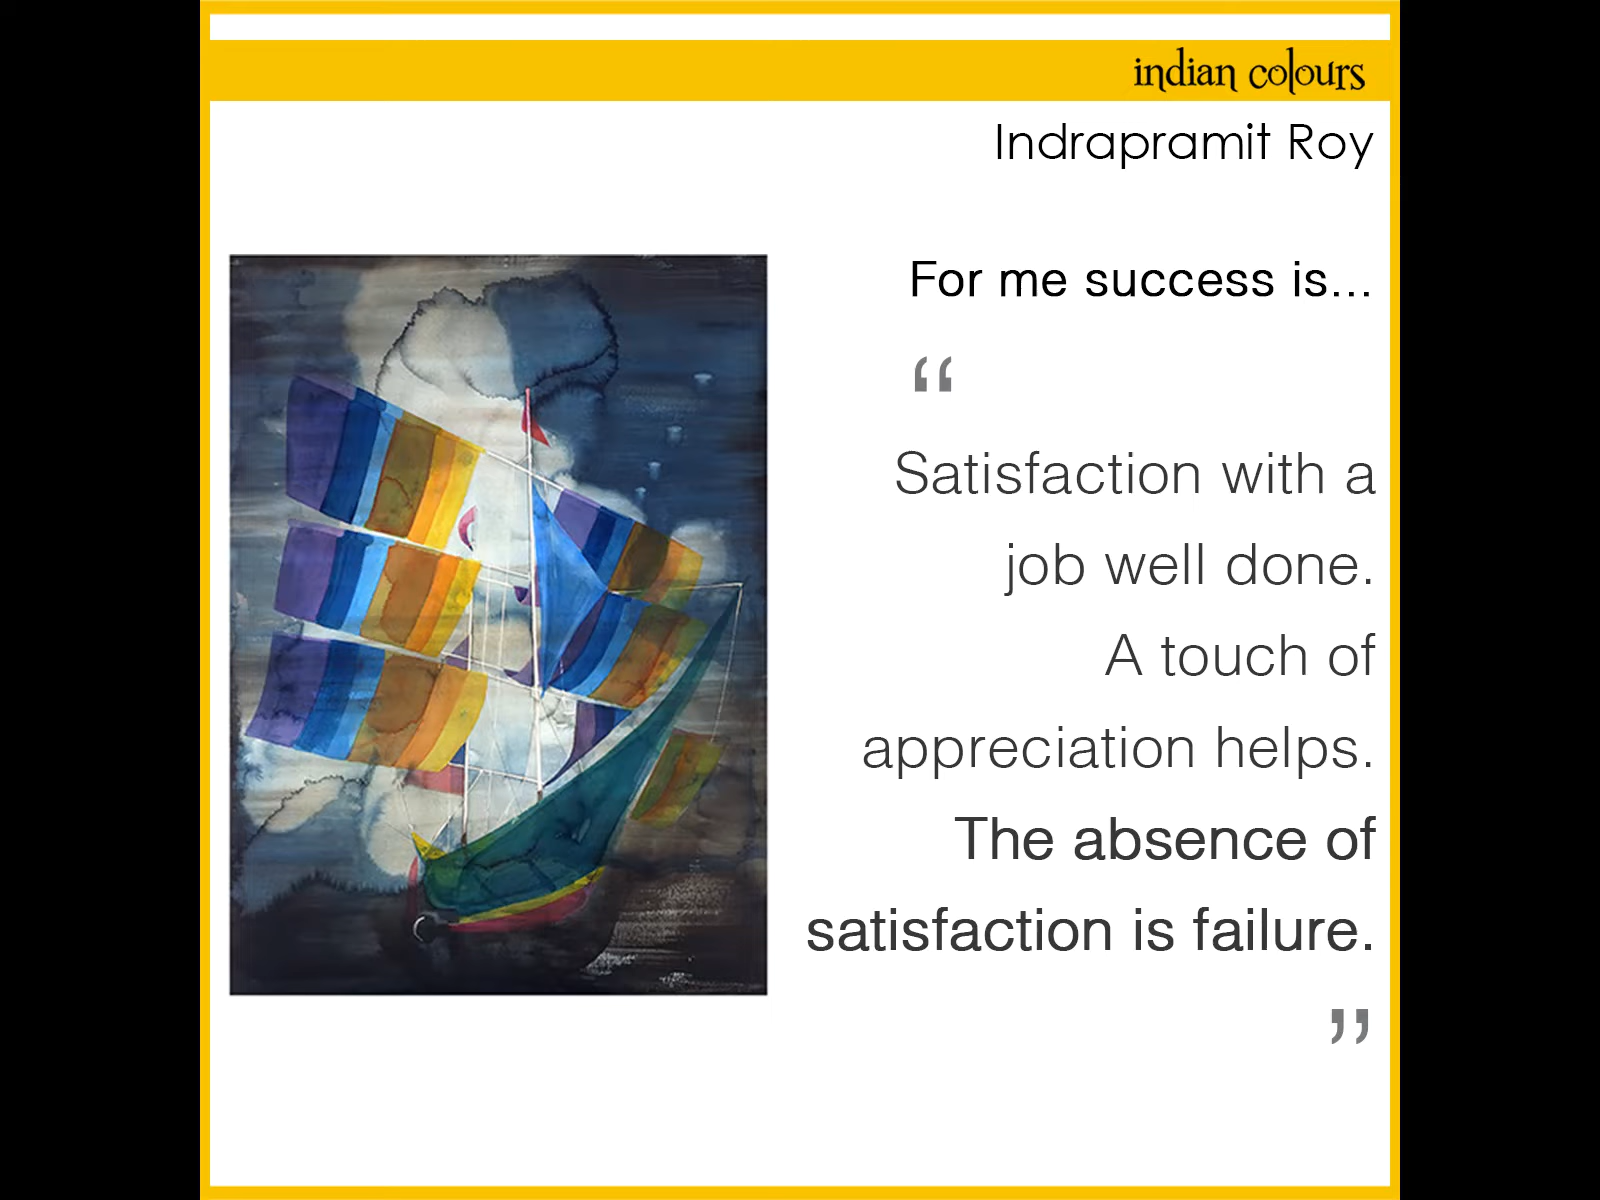 indian colours
Indrapramit Roy
For me success is...
“
Satisfaction with a
job well done.
A touch of
appreciation helps.
The absence of
satisfaction is failure.
”